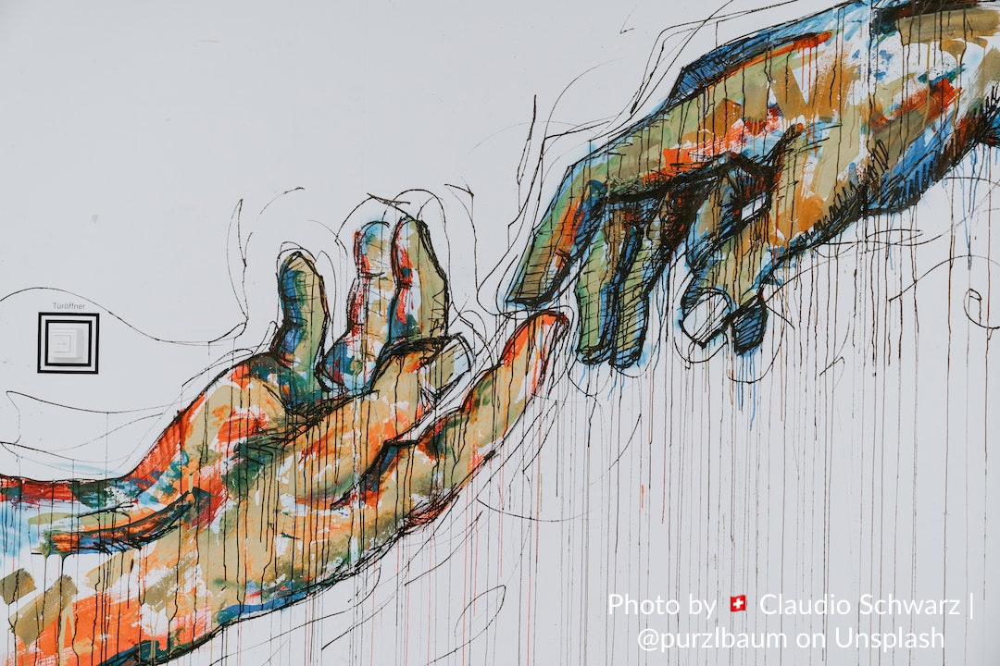 Türöffner
Photo by 🇨🇭 Claudio Schwarz |
@purzlbaum on Unsplash